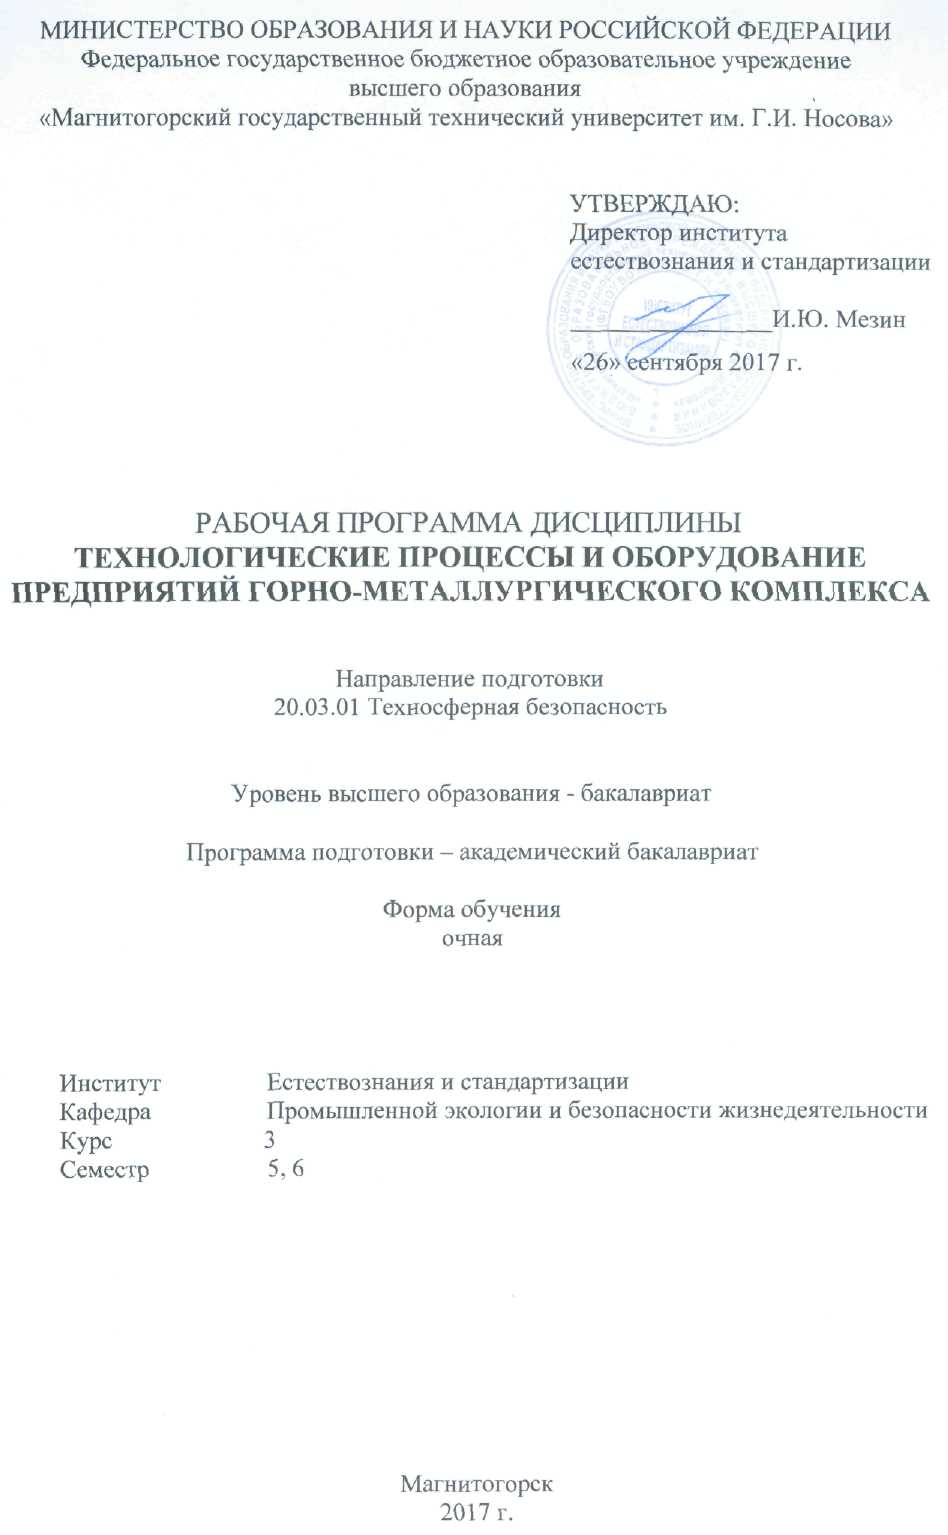 МИНИСТЕРСТВО ОБРАЗОВАНИЯ И НАУКИ РОССИЙСКОЙ ФЕДЕРАЦИИ
Федеральное государственное бюджетное образовательное учреждение
высшего образования
«Магнитогорский государственный технический университет им. Г.И. Носова»
УТВЕРЖДАЮ:
Директор института
естествознания и стандартизации
И.Ю. Мезин
«26» сентября 2017 г.
РАБОЧАЯ ПРОГРАММА ДИСЦИПЛИНЫ
ТЕХНОЛОГИЧЕСКИЕ ПРОЦЕССЫ И ОБОРУДОВАНИЕ
ПРЕДПРИЯТИЙ ГОРНО-МЕТАЛЛУРГИЧЕСКОГО КОМПЛЕКСА
Направление подготовки
20.03.01 Техносферная безопасность
Уровень высшего образования - бакалавриат
Программа подготовки – академический бакалавриат
Форма обучения
очная
Институт Естествознания и стандартизации
Кафедра Промышленной экологии и безопасности жизнедеятельности
Курс 3
Семестр 5, 6
Магнитогорск
2017 г.